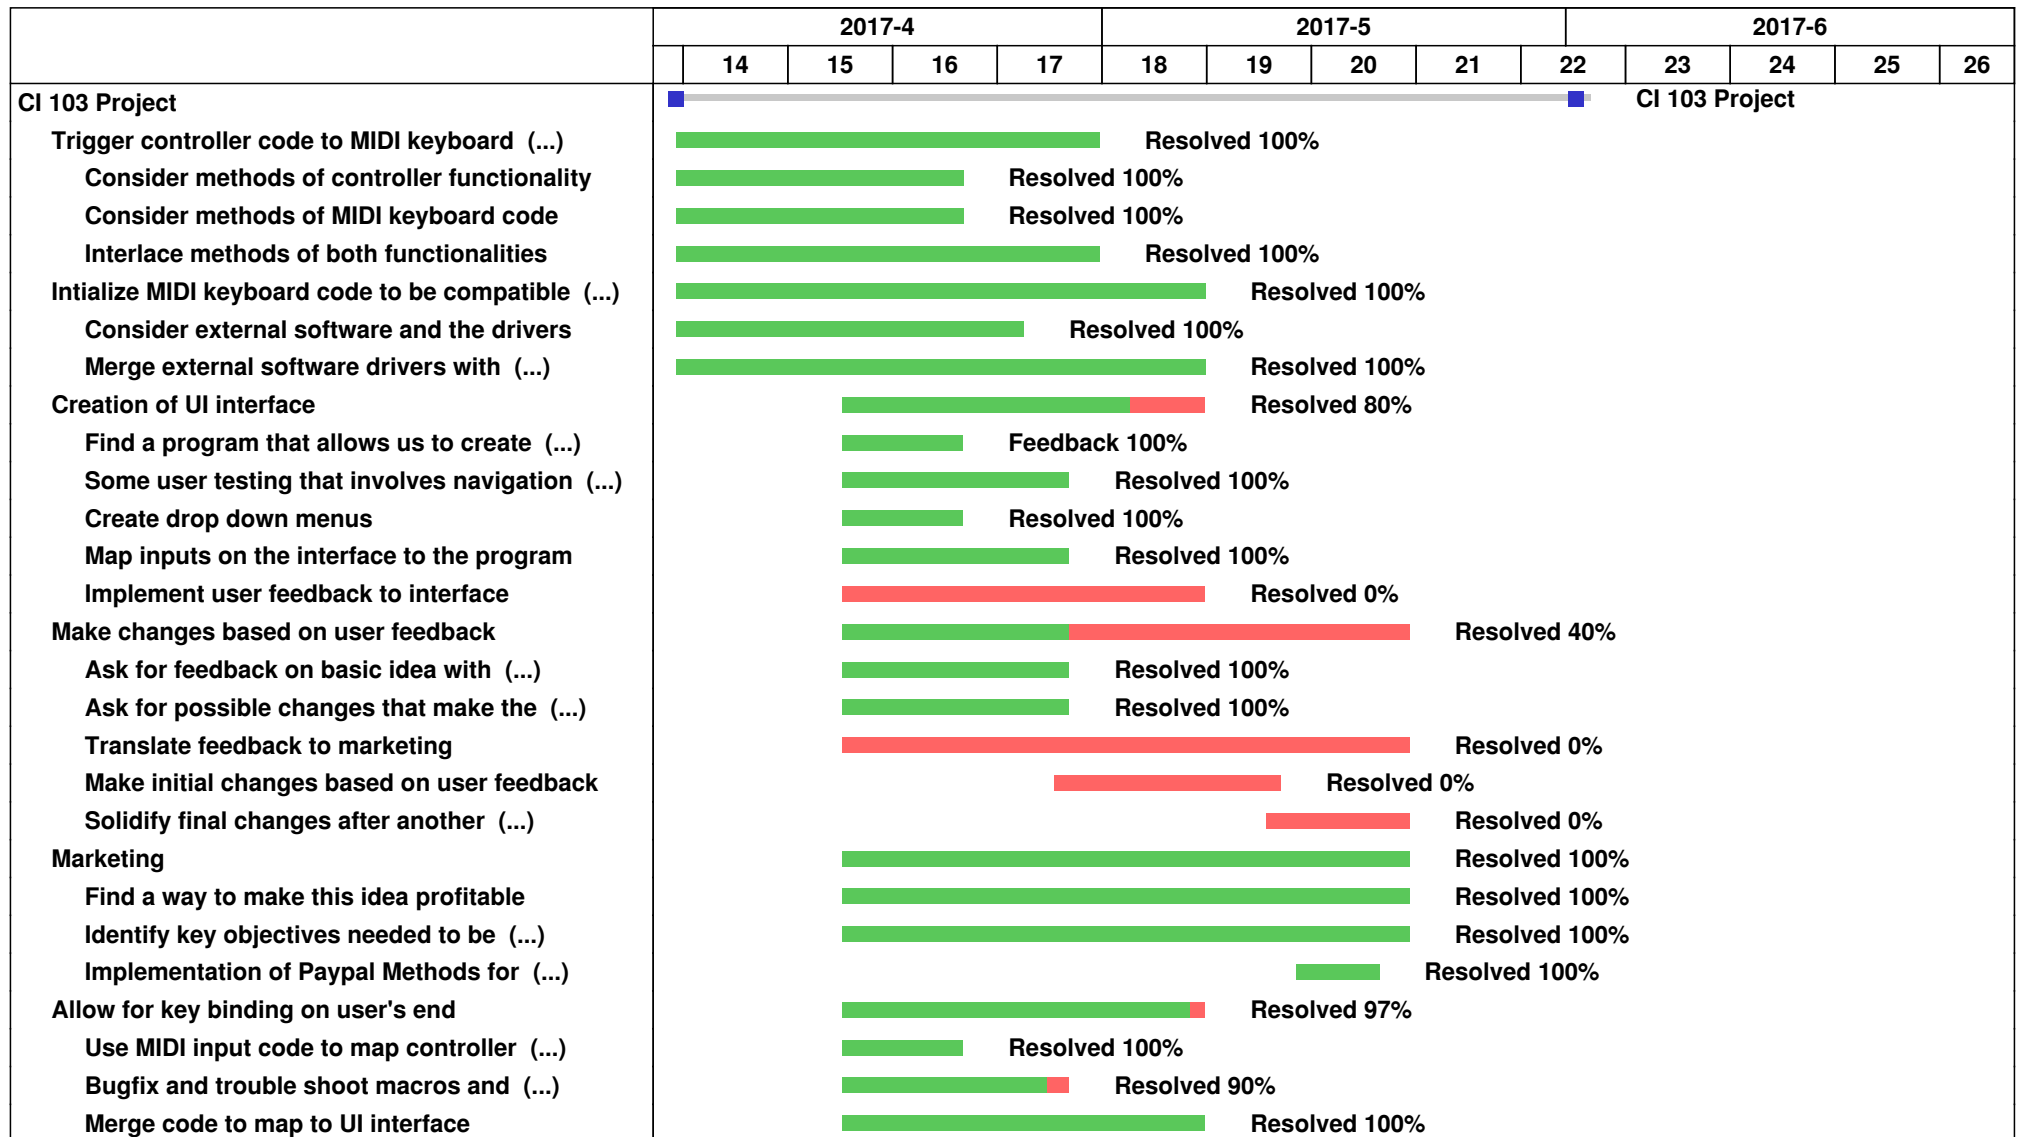 2017-4 2017-5 2017-6
14 15 16 17 18 19 20 21 22 23 24 25 26
CI 103 Project CI 103 Project
Trigger controller code to MIDI keyboard (...) Resolved 100%
Consider methods of controller functionality Resolved 100%
Consider methods of MIDI keyboard code Resolved 100%
Interlace methods of both functionalities Resolved 100%
Intialize MIDI keyboard code to be compatible (...) Resolved 100%
Consider external software and the drivers Resolved 100%
Merge external software drivers with (...) Resolved 100%
Creation of UI interface Resolved 80%
Find a program that allows us to create (...) Feedback 100%
Some user testing that involves navigation (...) Resolved 100%
Create drop down menus Resolved 100%
Map inputs on the interface to the program Resolved 100%
Implement user feedback to interface Resolved 0%
Make changes based on user feedback Resolved 40%
Ask for feedback on basic idea with (...) Resolved 100%
Ask for possible changes that make the (...) Resolved 100%
Translate feedback to marketing Resolved 0%
Make initial changes based on user feedback Resolved 0%
Solidify final changes after another (...) Resolved 0%
Marketing Resolved 100%
Find a way to make this idea profitable Resolved 100%
Identify key objectives needed to be (...) Resolved 100%
Implementation of Paypal Methods for (...) Resolved 100%
Allow for key binding on user's end Resolved 97%
Use MIDI input code to map controller (...) Resolved 100%
Bugfix and trouble shoot macros and (...) Resolved 90%
Merge code to map to UI interface Resolved 100%